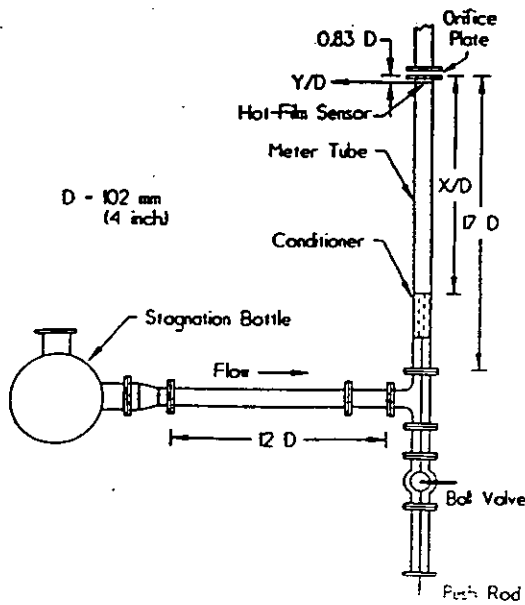 Orifice
Plate
0.83 D
Y/D
Hot-Film Sensor
Meter Tube
X/D
17 D
D - 102 mm
(4 inch)
Conditioner
Stagnation Bottle
Flow
12 D
Ball Valve
Push Rod